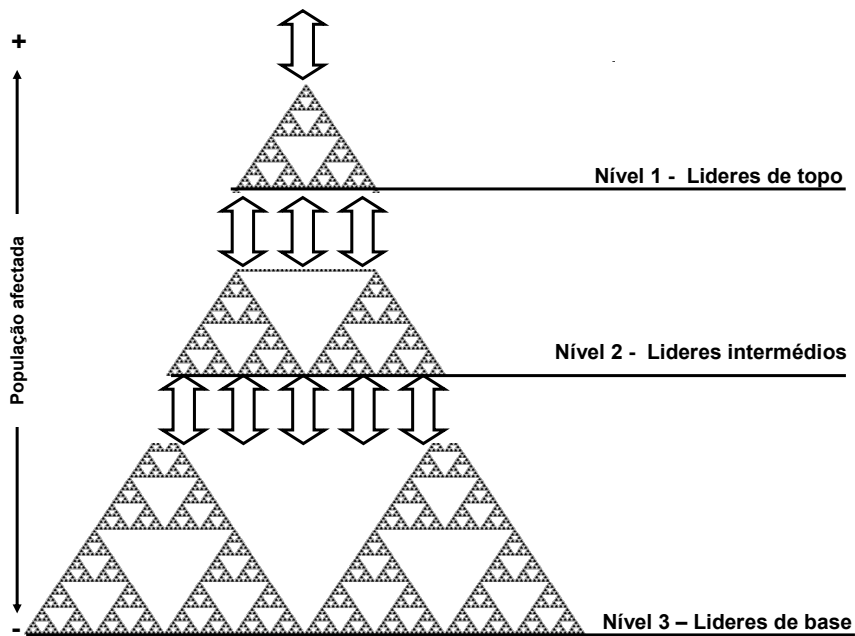 +
Nível 1 - Lideres de topo
População afectada
Nível 2 - Lideres intermédios
-
Nível 3 – Lideres de base